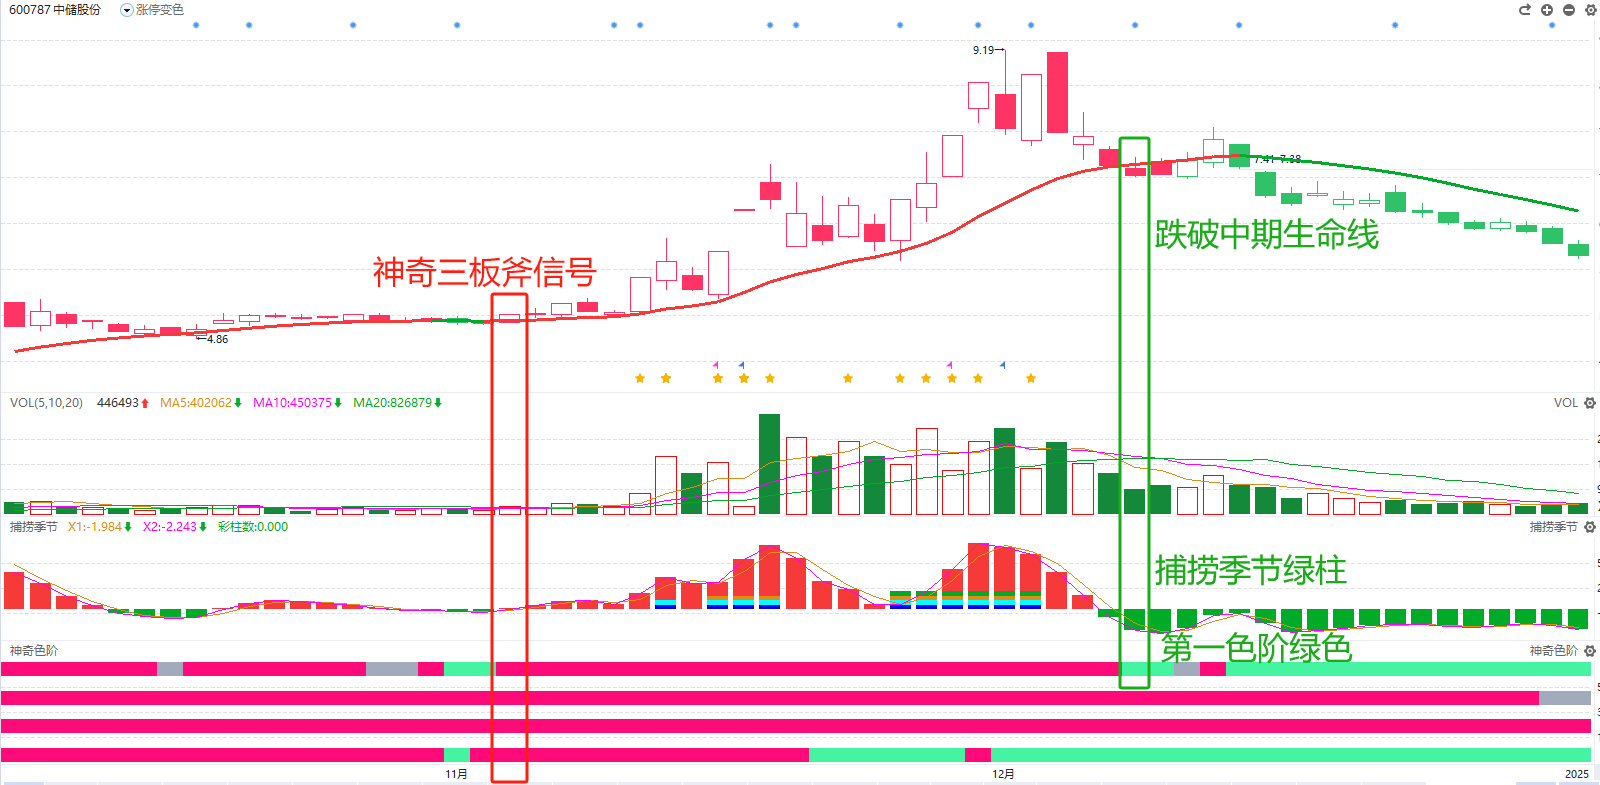 600787 中储股份 涨停变色
9.19
7.41 7.38
跌破中期生命线
神奇三板斧信号
4.86
VOL(5,10,20) 446493 MA5:402062 MA10:450375 MA20:826879 VOL
捕捞季节 X1:-1.984 X2:-2.243 彩柱数:0.000 捕捞季节
捕捞季节绿柱
第一色阶绿色
神奇色阶 神奇色阶
11月 12月 2025